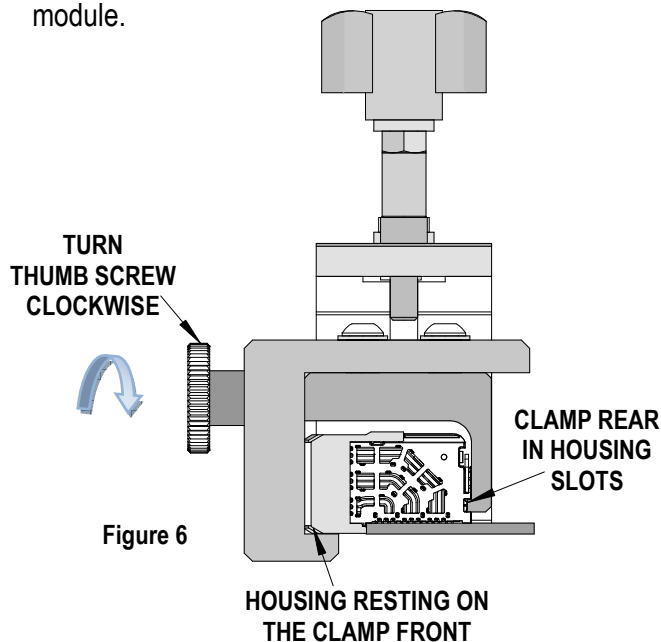 module.
TURN
THUMB SCREW
CLOCKWISE
CLAMP REAR
IN HOUSING
SLOTS
Figure 6
HOUSING RESTING ON
THE CLAMP FRONT